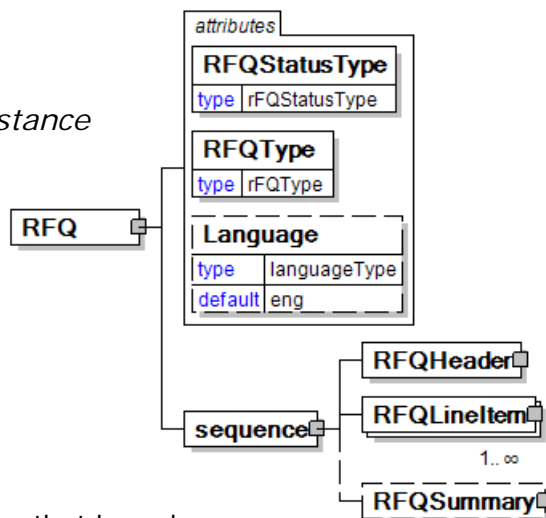 attributes
RFQStatusType
type rFQStatusType
stance
RFQType
type rFQType
RFQ
Language
type languageType
default eng
RFQHeader
sequence
RFQLineItem
1..∞
RFQSummary